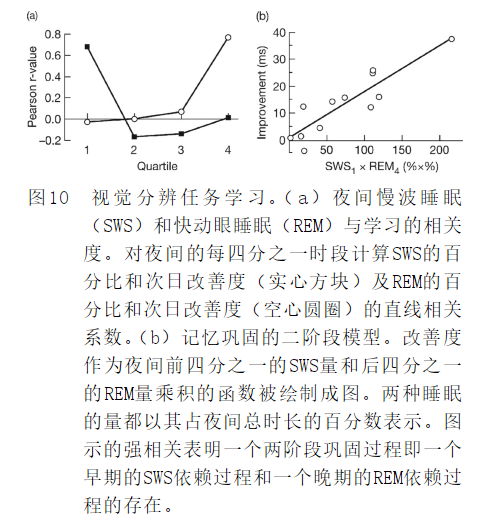 (a)
(b)
0.8
0.6
0.4
0.2
0.0
−0.2
Pearson r-value
1 2 3 4
Quartile
40
30
20
10
0
Improvement (ms)
50 100 150 200
SWS₁ × REM₄ (%×%)
图10 视觉分辨任务学习。（a）夜间慢波睡眠
（SWS）和快动眼睡眠（REM）与学习的相关
度。对夜间的每四分之一时段计算SWS的百
分比和次日改善度（实心方块）及REM的百
分比和次日改善度（空心圆圈）的直线相关
系数。（b）记忆巩固的二阶段模型。改善度
作为夜间前四分之一的SWS量和后四分之一
的REM量乘积的函数被绘制成图。两种睡眠
的量都以其占夜间总时长的百分数表示。图
示的强相关表明一个两阶段巩固过程即一个
早期的SWS依赖过程和一个晚期的REM依赖过
程的存在。